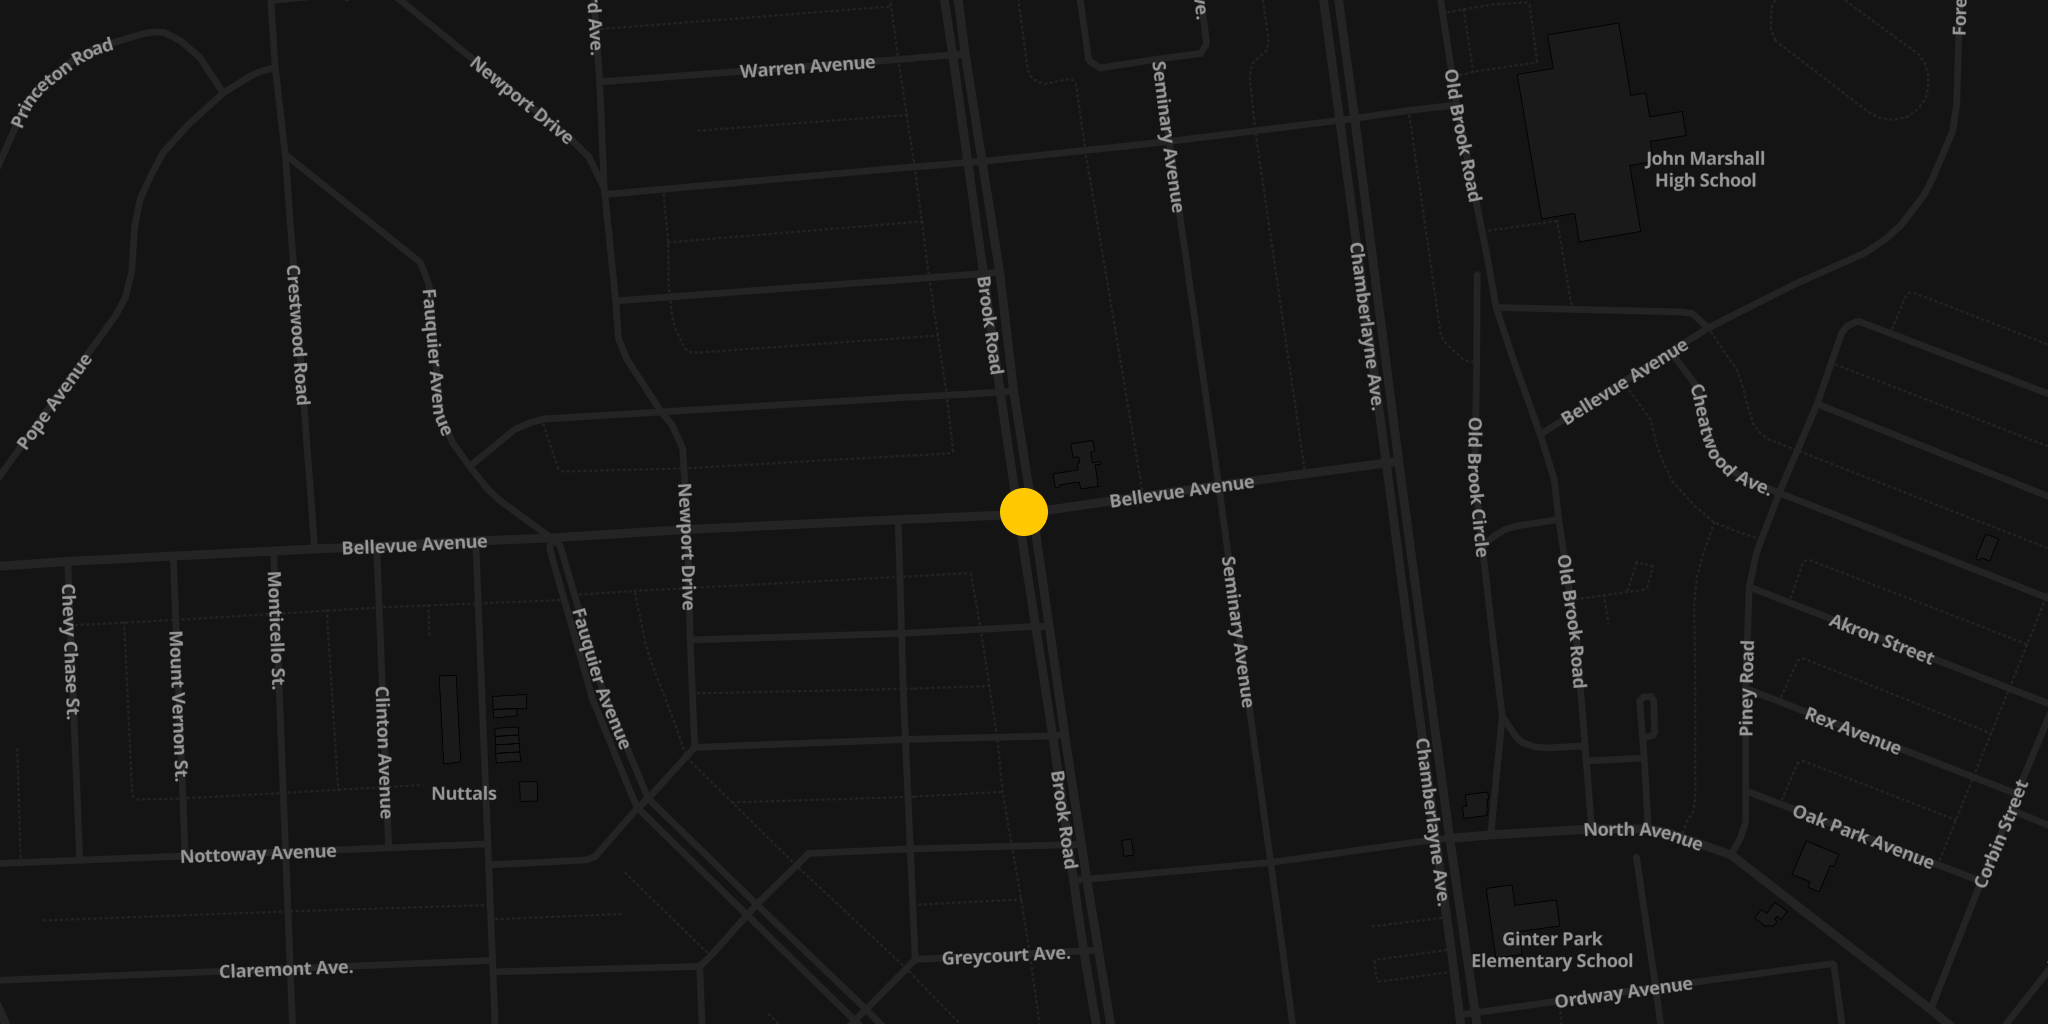 rd Ave.
ve.
Fore
Princeton Road
Newport Drive
Warren Avenue
Seminary Avenue
Old Brook Road
John Marshall
High School
Crestwood Road
Fauquier Avenue
Brook Road
Chamberlayne Ave.
Pope Avenue
Bellevue Avenue
Cheatwood Ave.
Old Brook Circle
Bellevue Avenue
Newport Drive
Bellevue Avenue
Chevy Chase St.
Mount Vernon St.
Monticello St.
Clinton Avenue
Fauquier Avenue
Seminary Avenue
Old Brook Road
Akron Street
Piney Road
Rex Avenue
Nuttals
Brook Road
Chamberlayne Ave.
North Avenue
Oak Park Avenue
Corbin Street
Nottoway Avenue
Claremont Ave.
Greycourt Ave.
Ginter Park
Elementary School
Ordway Avenue